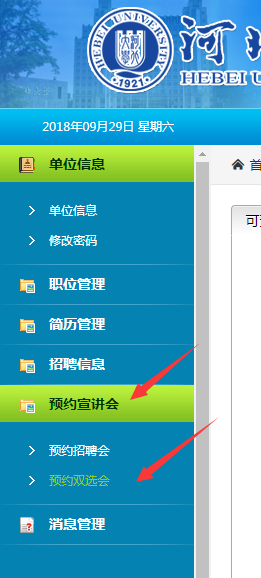 HEBEI UNIVERSITY
1921
河
HEBEI U
2018年09月29日 星期六
单位信息
首
单位信息
可
修改密码
职位管理
简历管理
招聘信息
预约宣讲会
预约招聘会
预约双选会
消息管理